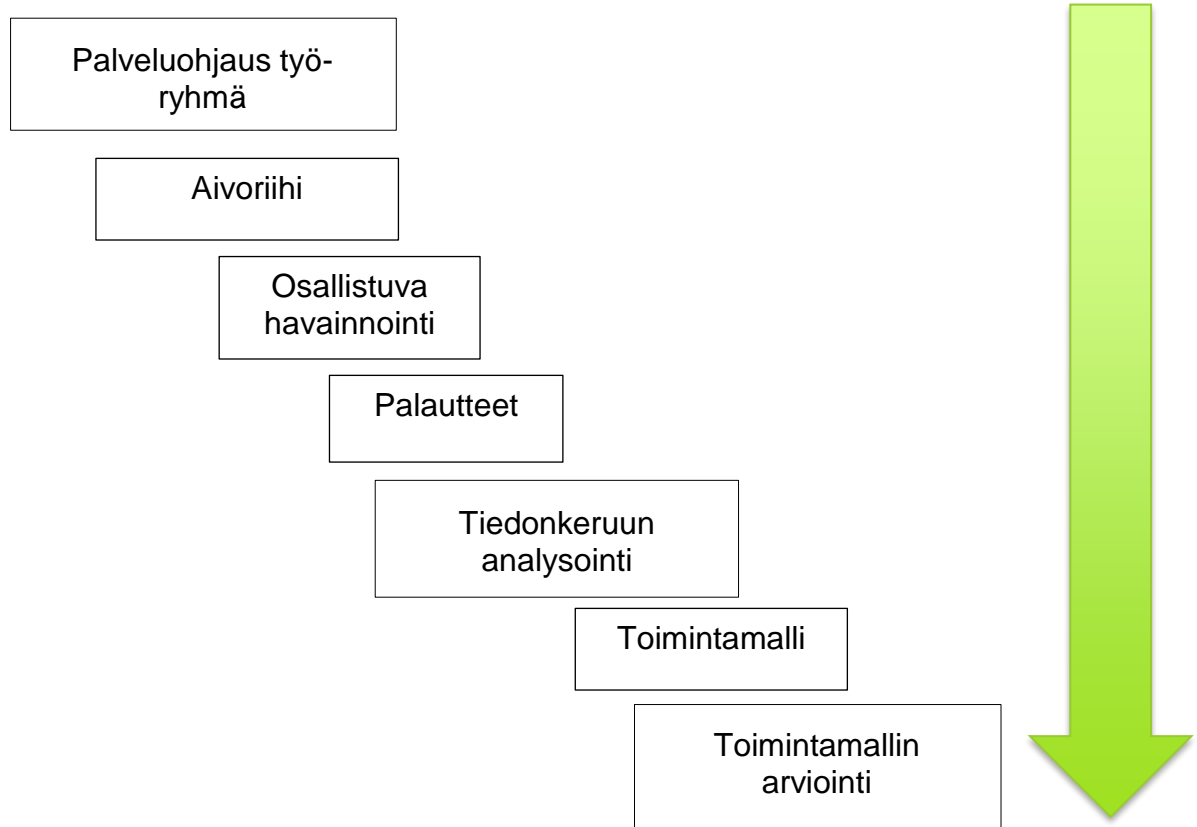 Palveluohjaus työ-
ryhmä
Aivoriihi
Osallistuva
havainnointi
Palautteet
Tiedonkeruun
analysointi
Toimintamalli
Toimintamallin
arviointi